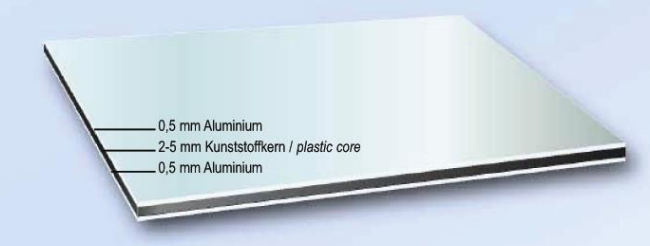 0,5 mm Aluminium
2-5 mm Kunststoffkern / plastic core
0,5 mm Aluminium